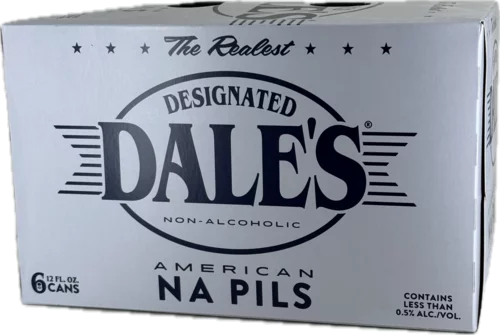 The Realest
DESIGNATED
DALE'S®
NON-ALCOHOLIC
AMERICAN
NA PILS
6 12 FL. OZ.
CANS
CONTAINS
LESS THAN
0.5% ALC./VOL.